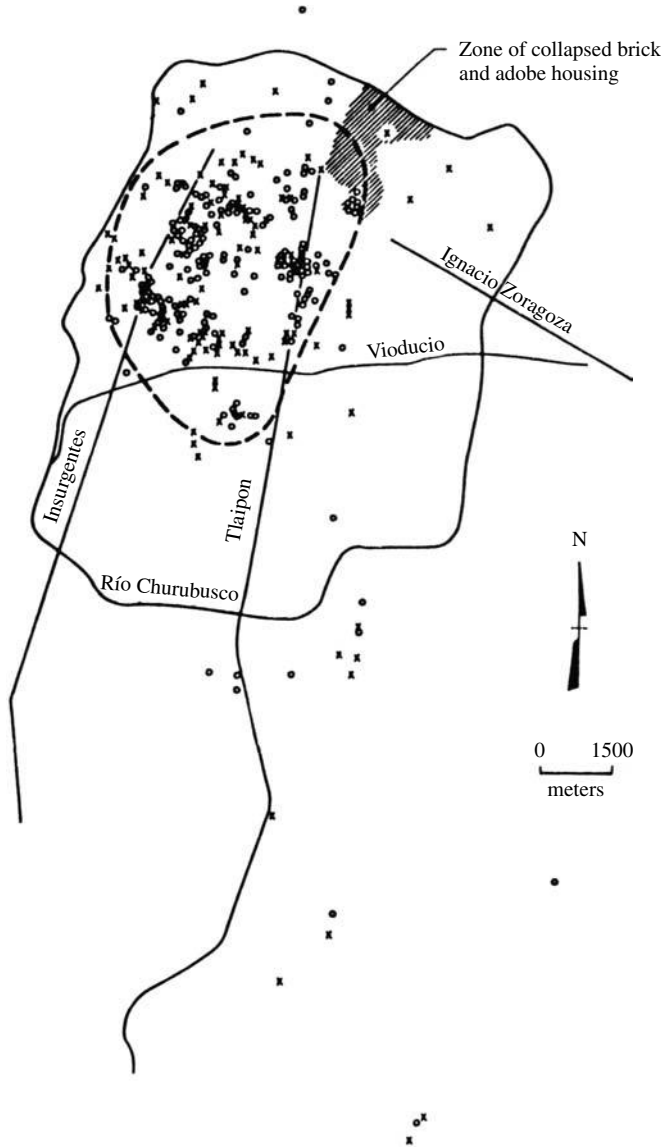 Zone of collapsed brick
and adobe housing
Ignacio Zoragoza
Vioducio
Insurgentes
Tlaipon
Río Churubusco
N
0 1500
meters